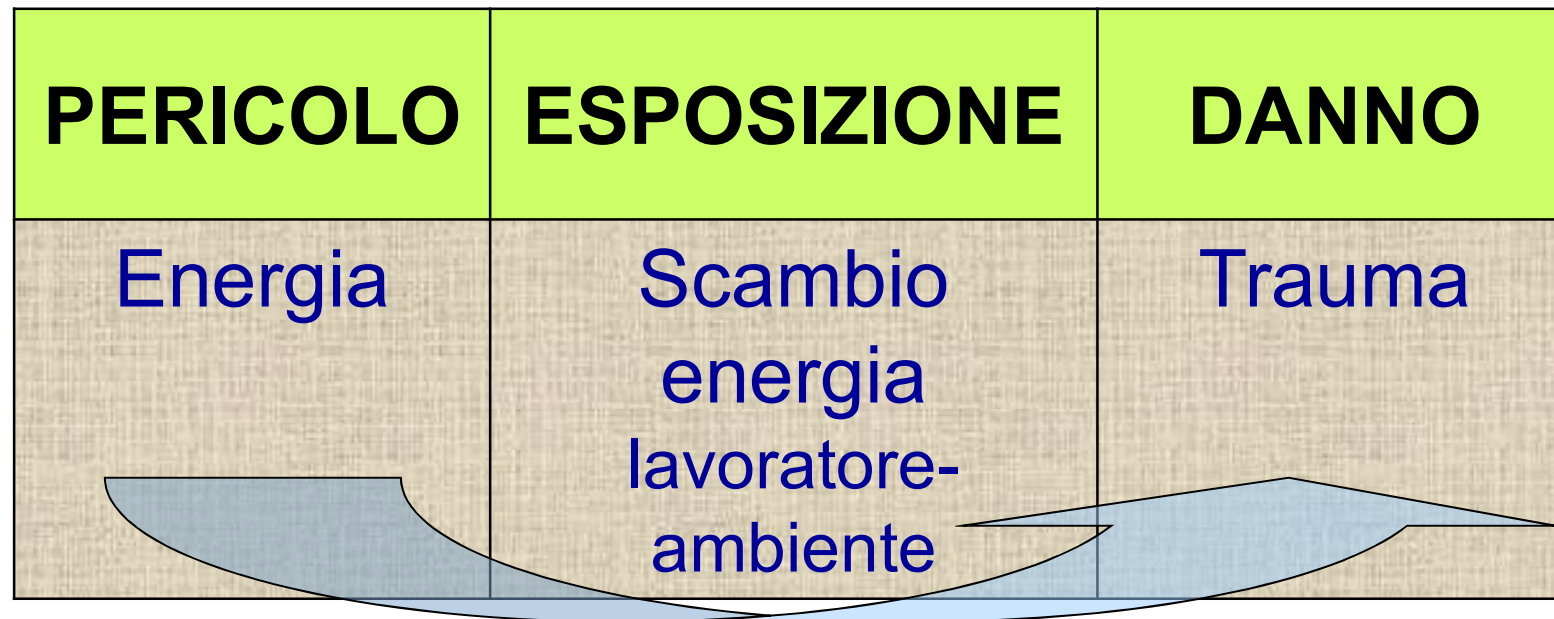 PERICOLO ESPOSIZIONE DANNO
Energia Scambio Trauma
energia
lavoratore-
ambiente